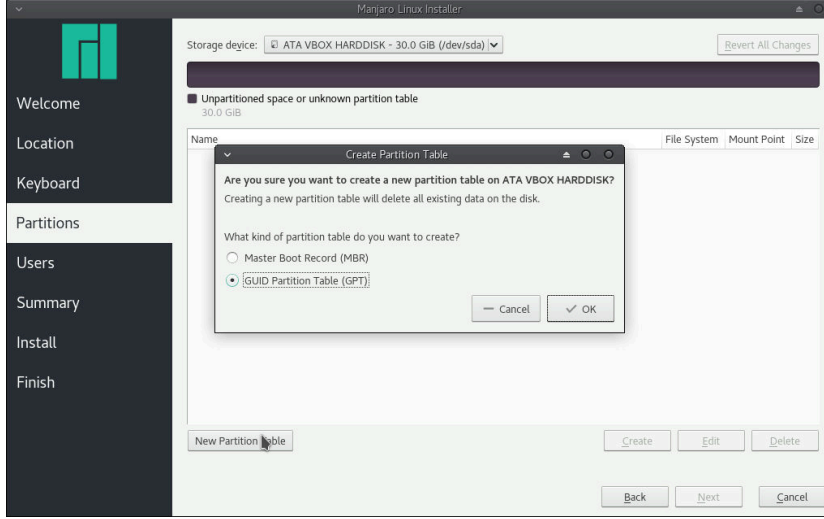 Manjaro Linux Installer
Storage device: ATA VBOX HARDDISK - 30.0 GiB (/dev/sda)
Revert All Changes
Unpartitioned space or unknown partition table
30.0 GiB
Welcome
Location
Keyboard
Partitions
Users
Summary
Install
Finish
Name File System Mount Point Size
Create Partition Table
Are you sure you want to create a new partition table on ATA VBOX HARDDISK?
Creating a new partition table will delete all existing data on the disk.
What kind of partition table do you want to create?
Master Boot Record (MBR)
GUID Partition Table (GPT)
Cancel OK
New Partition Table
Create Edit Delete
Back Next Cancel